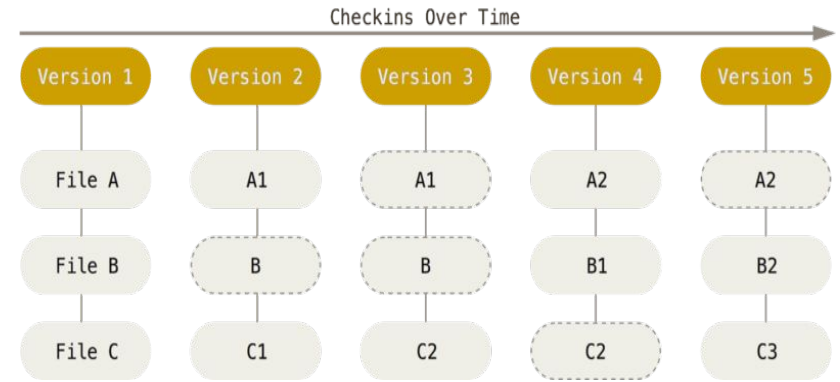 Checkins Over Time
Version 1 Version 2 Version 3 Version 4 Version 5
File A A1 A1 A2 A2
File B B B B1 B2
File C C1 C2 C2 C3